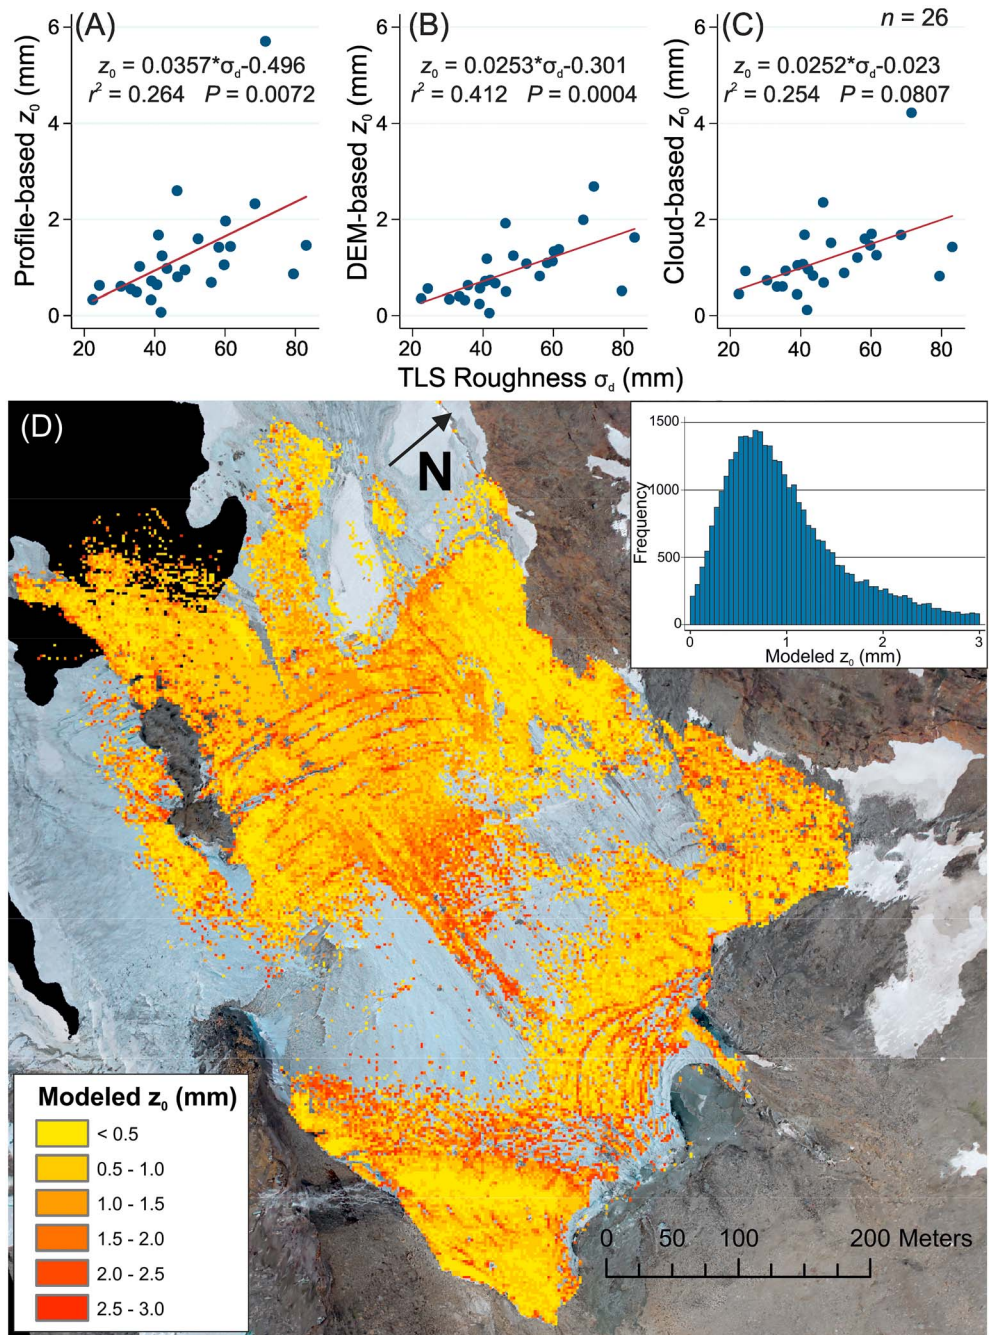 (A)
z₀ = 0.0357*σd-0.496
r² = 0.264 P = 0.0072
Profile-based z₀ (mm)
6
4
2
0
20 40 60 80
(B)
z₀ = 0.0253*σd-0.301
r² = 0.412 P = 0.0004
DEM-based z₀ (mm)
6
4
2
0
20 40 60 80
(C)
n = 26
z₀ = 0.0252*σd-0.023
r² = 0.254 P = 0.0807
Cloud-based z₀ (mm)
6
4
2
0
20 40 60 80
TLS Roughness σd (mm)
(D)
N
Frequency
1500
1000
500
0
0 1 2 3
Modeled z₀ (mm)
Modeled z₀ (mm)
< 0.5
0.5 - 1.0
1.0 - 1.5
1.5 - 2.0
2.0 - 2.5
2.5 - 3.0
0 50 100 200 Meters